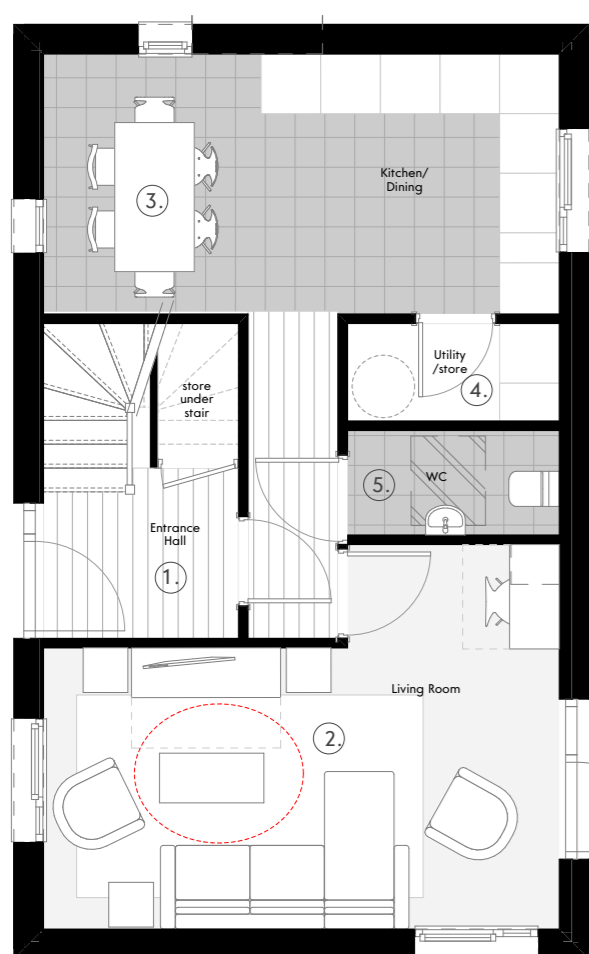 Kitchen/
Dining
3.
Utility
/store
4.
store
under
stair
5.
WC
Entrance
Hall
1.
Living Room
2.